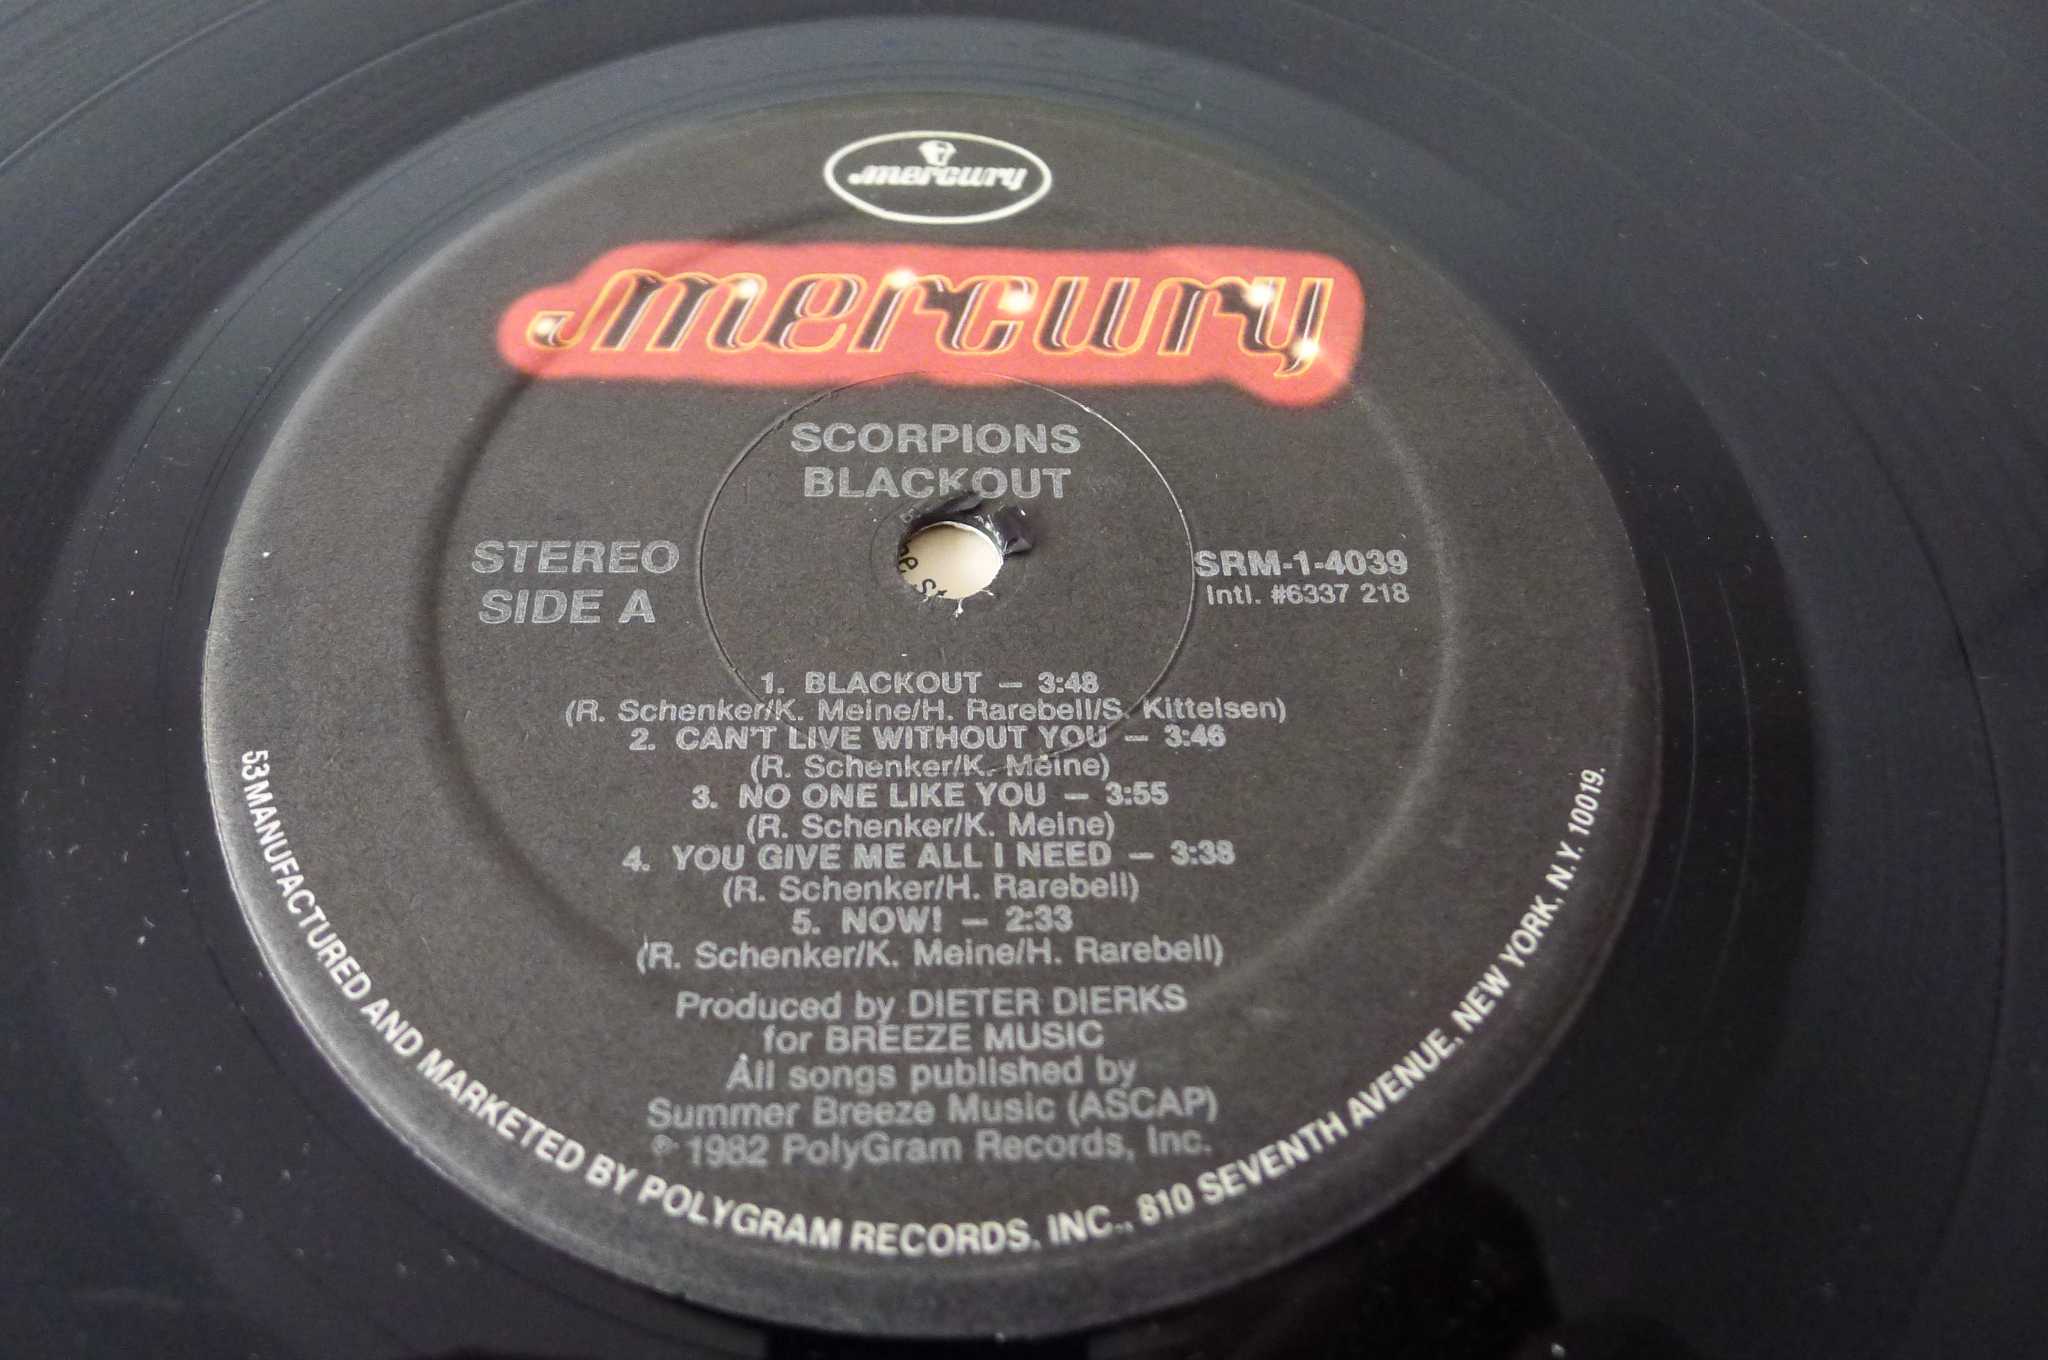 mercury
mercury
SCORPIONS
BLACKOUT
STEREO
SIDE A
SRM-1-4039
Intl. #6337 218
1. BLACKOUT — 3:48
(R. Schenker/K. Meine/H. Rarebell/S. Kittelsen)
2. CAN'T LIVE WITHOUT YOU — 3:46
(R. Schenker/K. Meine)
3. NO ONE LIKE YOU — 3:55
(R. Schenker/K. Meine)
4. YOU GIVE ME ALL I NEED — 3:38
(R. Schenker/H. Rarebell)
5. NOW! — 2:33
(R. Schenker/K. Meine/H. Rarebell)
Produced by DIETER DIERKS
for BREEZE MUSIC
All songs published by
Summer Breeze Music (ASCAP)
℗ 1982 PolyGram Records, Inc.
53 MANUFACTURED AND MARKETED BY POLYGRAM RECORDS, INC., 810 SEVENTH AVENUE, NEW YORK, N.Y. 10019.